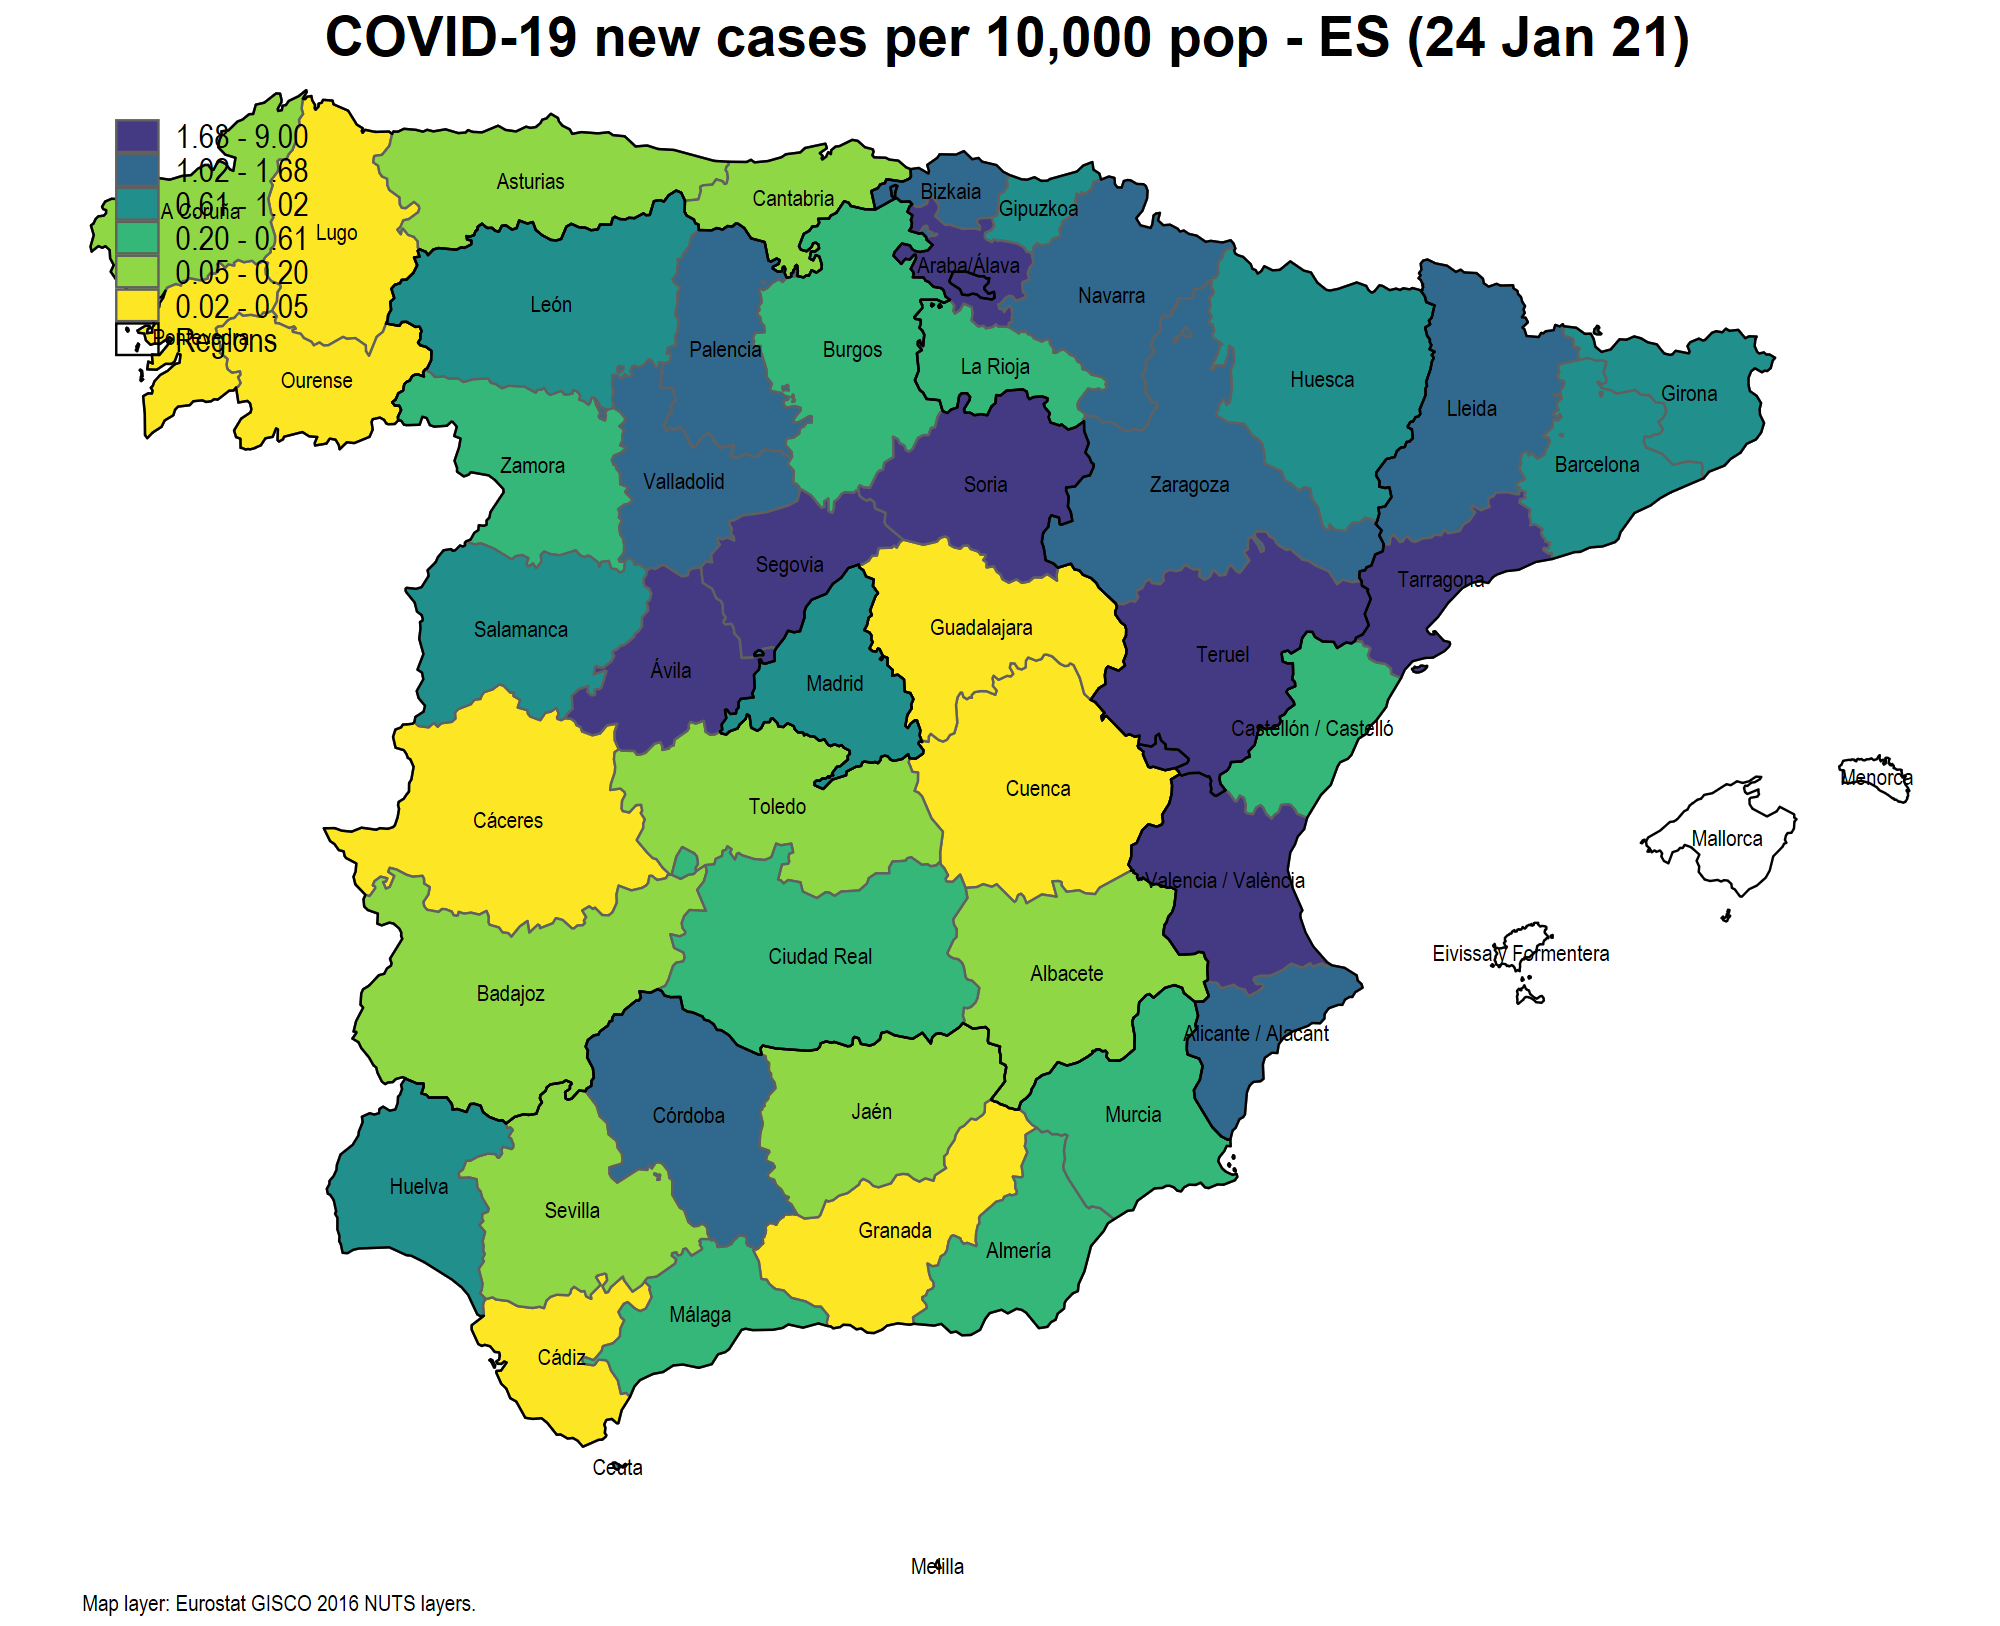 COVID-19 new cases per 10,000 pop - ES (24 Jan 21)
1.68 - 9.00
1.02 - 1.68
0.61 - 1.02
0.20 - 0.61
0.05 - 0.20
0.02 - 0.05
Regions
A Coruña
Lugo
Pontevedra
Ourense
Asturias
Cantabria
Bizkaia
Gipuzkoa
Araba/Álava
Navarra
León
Palencia
Burgos
La Rioja
Huesca
Lleida
Girona
Barcelona
Zamora
Valladolid
Soria
Zaragoza
Segovia
Tarragona
Salamanca
Ávila
Madrid
Guadalajara
Teruel
Castellón / Castelló
Cáceres
Toledo
Cuenca
Menorca
Mallorca
Valencia / València
Eivissa y Formentera
Badajoz
Ciudad Real
Albacete
Alicante / Alacant
Córdoba
Jaén
Murcia
Huelva
Sevilla
Granada
Almería
Málaga
Cádiz
Ceuta
Melilla
Map layer: Eurostat GISCO 2016 NUTS layers.